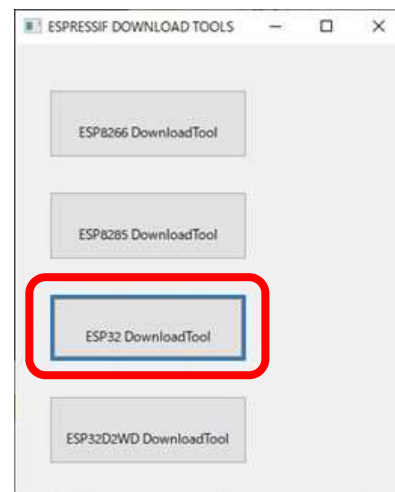 ESPRESSIF DOWNLOAD TOOLS
ESP8266 DownloadTool
ESP8285 DownloadTool
ESP32 DownloadTool
ESP32D2WD DownloadTool